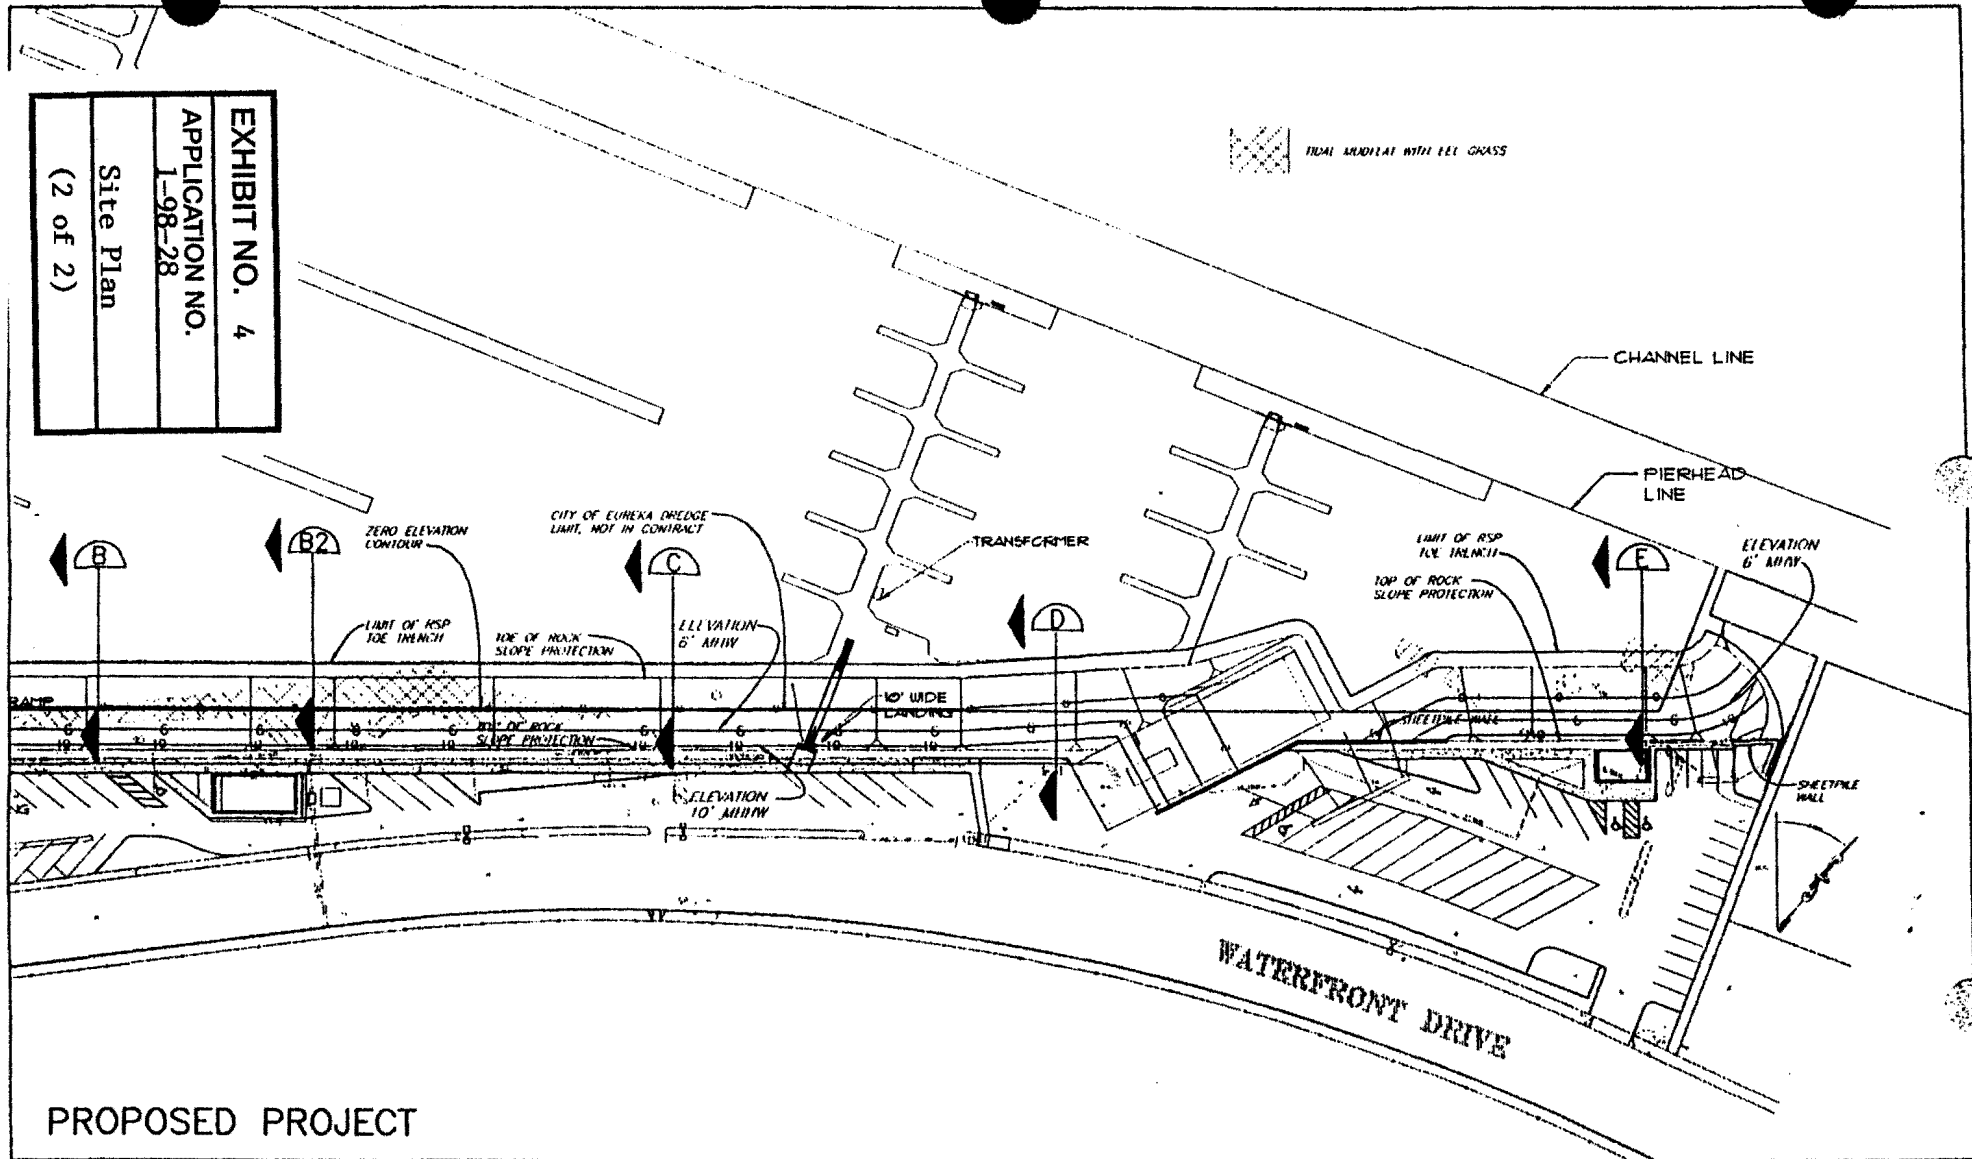 EXHIBIT NO. 4
APPLICATION NO.
1-98-28
Site Plan
(2 of 2)
TIDAL MUDFLAT WITH EEL GRASS
CHANNEL LINE
PIERHEAD
LINE
B
B2
ZERO ELEVATION
CONTOUR
CITY OF EUREKA DREDGE
LIMIT, NOT IN CONTRACT
C
TRANSFORMER
D
LIMIT OF RSP
TOE TRENCH
TOP OF ROCK
SLOPE PROTECTION
E
ELEVATION
6' MHW
LIMIT OF RSP
TOE TRENCH
TOE OF ROCK
SLOPE PROTECTION
ELEVATION
6' MHW
RAMP
10' WIDE
LANDING
TOP OF ROCK
SLOPE PROTECTION
SHEETPILE WALL
ELEVATION
10' MHHW
SHEETPILE
WALL
WATERFRONT DRIVE
PROPOSED PROJECT